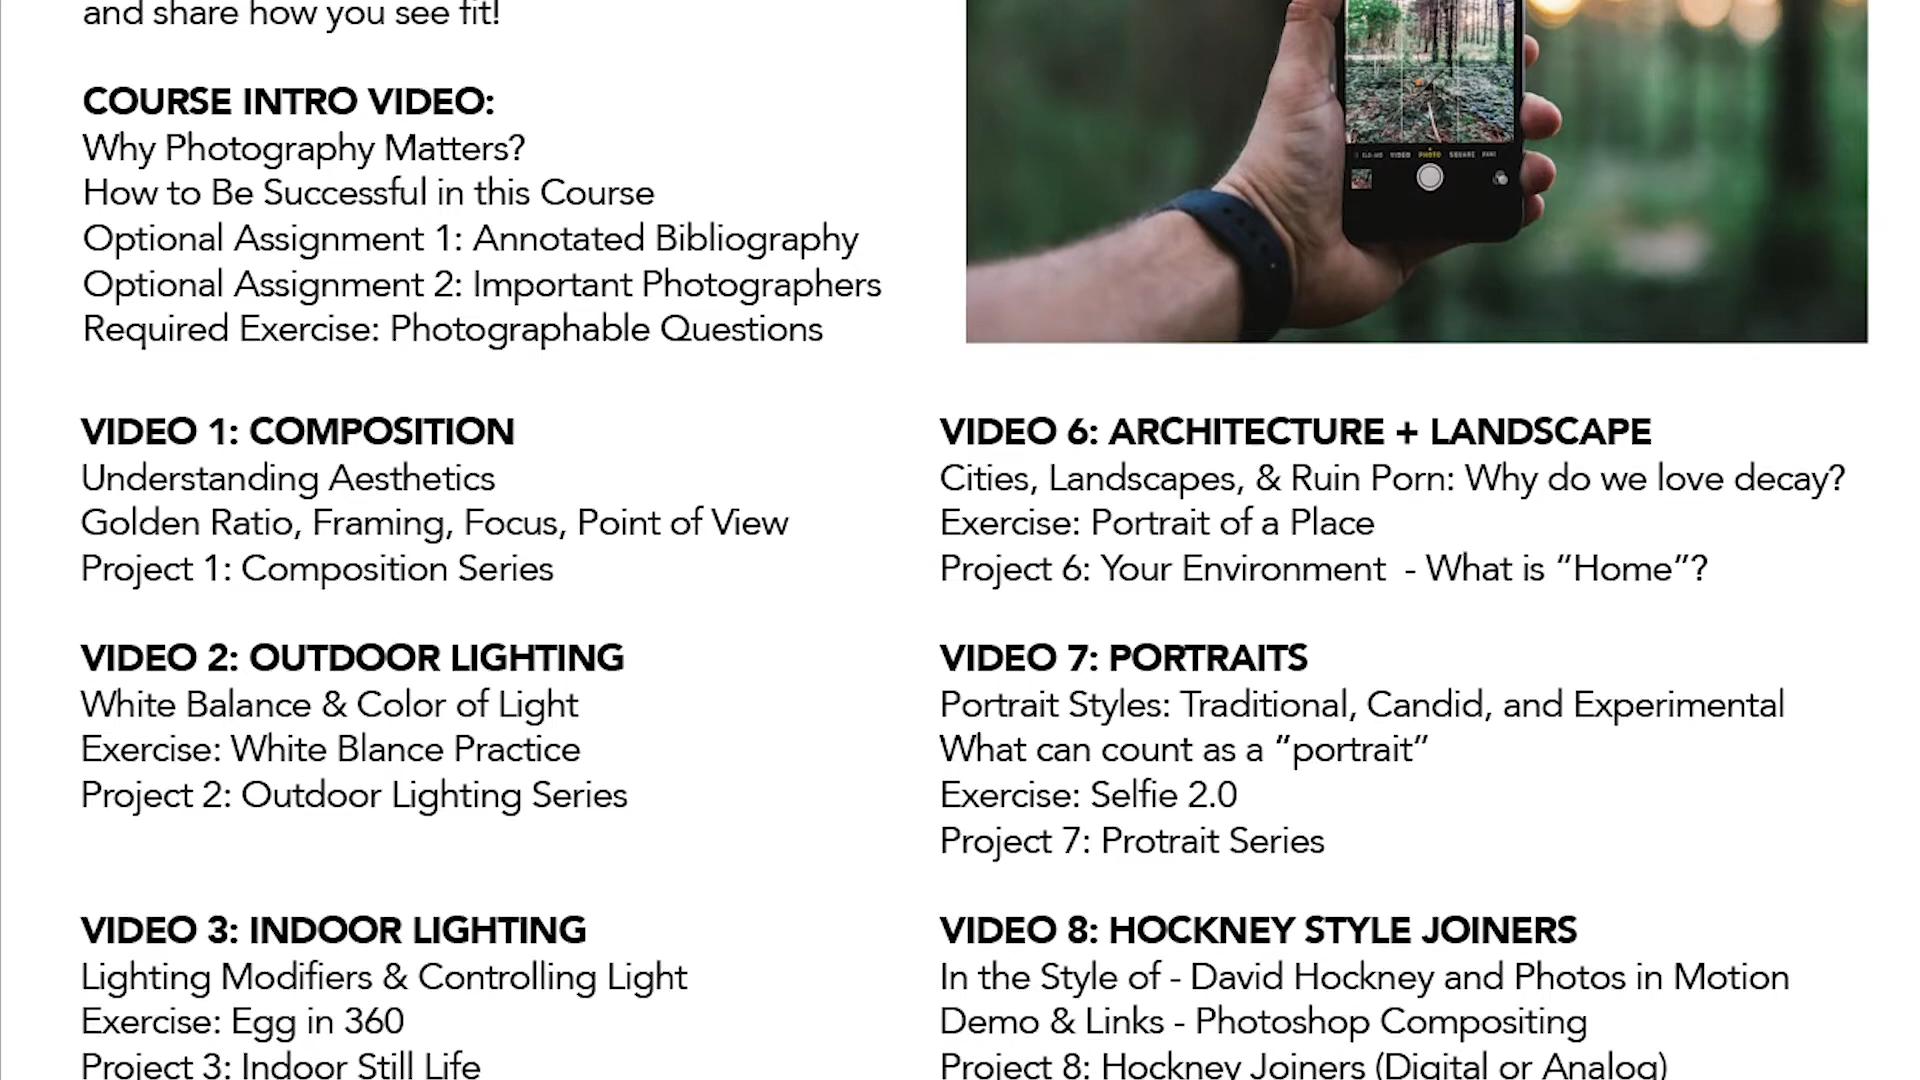 and share how you see fit!
COURSE INTRO VIDEO:
Why Photography Matters?
How to Be Successful in this Course
Optional Assignment 1: Annotated Bibliography
Optional Assignment 2: Important Photographers
Required Exercise: Photographable Questions
VIDEO PHOTO SQUARE PANO
VIDEO 1: COMPOSITION
Understanding Aesthetics
Golden Ratio, Framing, Focus, Point of View
Project 1: Composition Series
VIDEO 2: OUTDOOR LIGHTING
White Balance & Color of Light
Exercise: White Blance Practice
Project 2: Outdoor Lighting Series
VIDEO 3: INDOOR LIGHTING
Lighting Modifiers & Controlling Light
Exercise: Egg in 360
Project 3: Indoor Still Life
VIDEO 6: ARCHITECTURE + LANDSCAPE
Cities, Landscapes, & Ruin Porn: Why do we love decay?
Exercise: Portrait of a Place
Project 6: Your Environment  - What is “Home”?
VIDEO 7: PORTRAITS
Portrait Styles: Traditional, Candid, and Experimental
What can count as a “portrait”
Exercise: Selfie 2.0
Project 7: Protrait Series
VIDEO 8: HOCKNEY STYLE JOINERS
In the Style of - David Hockney and Photos in Motion
Demo & Links - Photoshop Compositing
Project 8: Hockney Joiners (Digital or Analog)